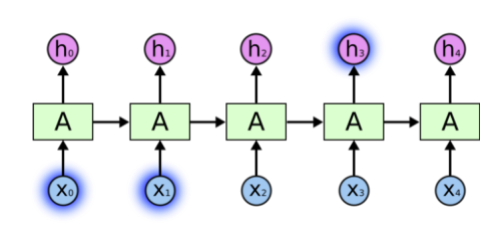 h₀ h₁ h₂ h₃ h₄
A A A A A
x₀ x₁ x₂ x₃ x₄